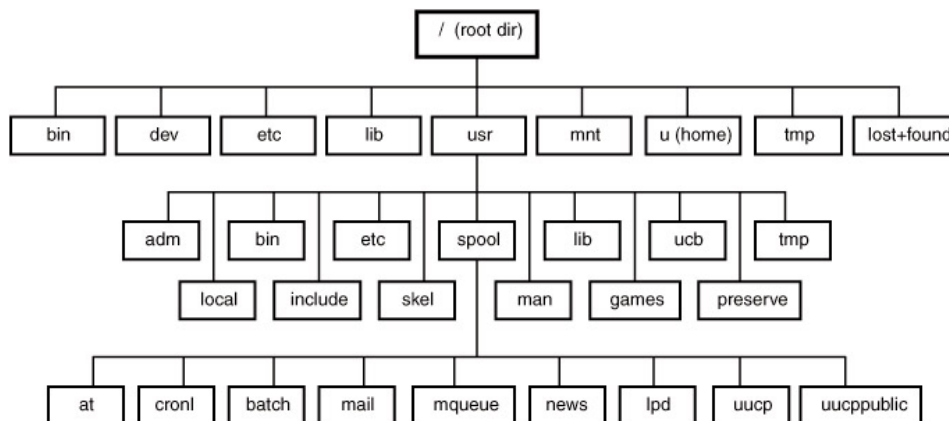 / (root dir)
bin dev etc lib usr mnt u (home) tmp lost+found
adm bin etc spool lib ucb tmp
local include skel man games preserve
at cronl batch mail mqueue news lpd uucp uucppublic